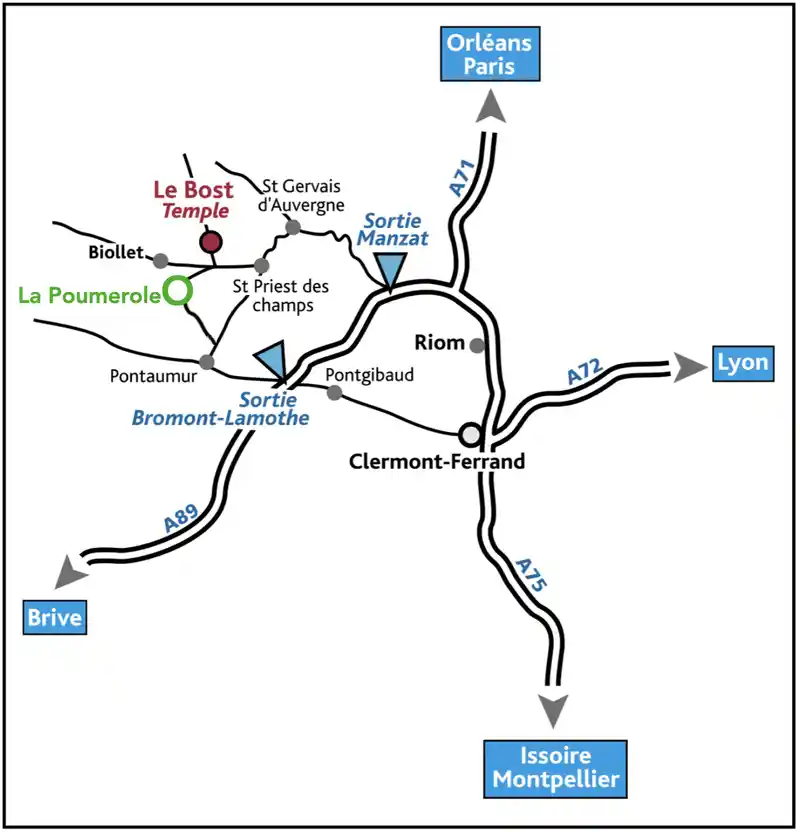 Orléans
Paris
A71
St Gervais
d'Auvergne
Le Bost
Temple
Sortie
Manzat
Biollet
La Poumerole
St Priest des
champs
Riom
A72
Lyon
Pontaumur
Pontgibaud
Sortie
Bromont-Lamothe
Clermont-Ferrand
A89
A75
Brive
Issoire
Montpellier